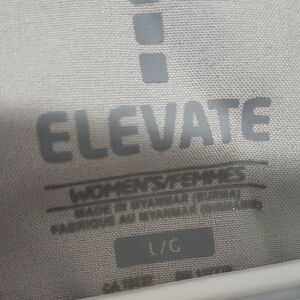 ELEVATE
WOMEN'S/FEMMES
MADE IN MYANMAR (BURMA)
FABRIQUÉ AU MYANMAR (BIRMANIE)
L/G